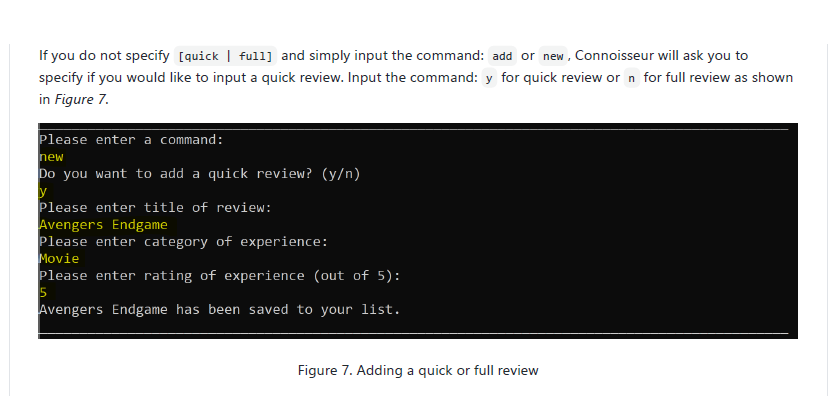 If you do not specify [quick | full] and simply input the command: add or new , Connoisseur will ask you to
specify if you would like to input a quick review. Input the command: y for quick review or n for full review as shown
in Figure 7.
Please enter a command:
new
Do you want to add a quick review? (y/n)
y
Please enter title of review:
Avengers Endgame
Please enter category of experience:
Movie
Please enter rating of experience (out of 5):
5
Avengers Endgame has been saved to your list.
Figure 7. Adding a quick or full review